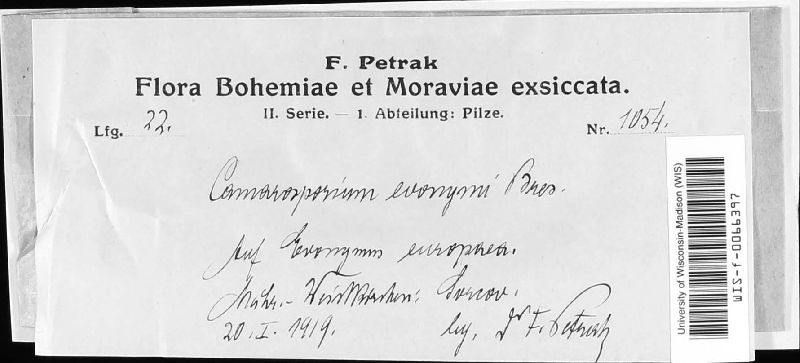 F. Petrak
Flora Bohemiae et Moraviae exsiccata.
II. Serie. — 1. Abteilung: Pilze.
Lfg. 22.
Nr. 1054.
Camarosporium evonymi Bres.
Auf Evonymus europaea.
Mähr.-Weisskirchen:
20. I. 1919.
leg. Dr F. Petrak
University of Wisconsin-Madison (WIS)
WIS-f-0066397